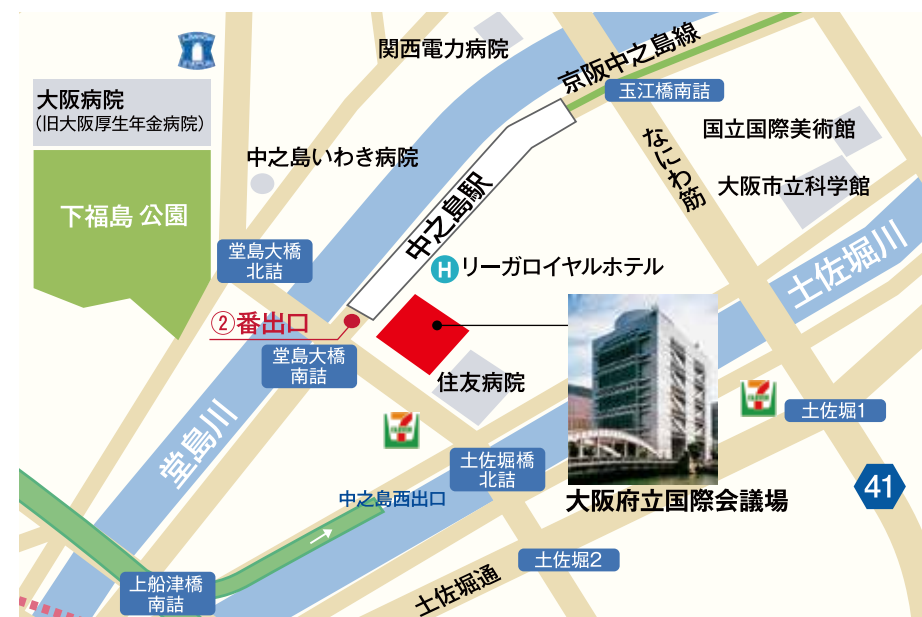 関西電力病院
京阪中之島線
玉江橋南詰
大阪病院
(旧大阪厚生年金病院)
国立国際美術館
なにわ筋
中之島いわき病院
大阪市立科学館
中之島駅
下福島 公園
土佐堀川
堂島大橋
北詰
H
リーガロイヤルホテル
②番出口
堂島大橋
南詰
住友病院
堂島川
7
土佐堀1
7
土佐堀橋
北詰
41
中之島西出口
大阪府立国際会議場
土佐堀2
上船津橋
南詰
土佐堀通